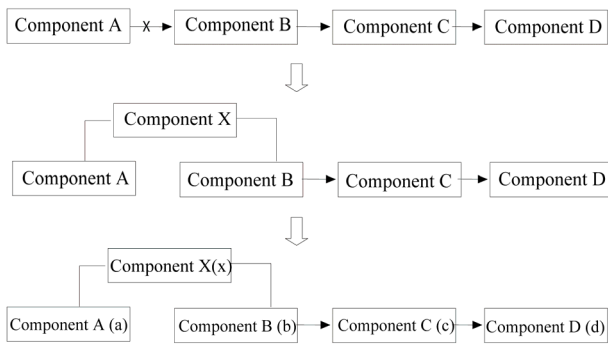 Component A X Component B Component C Component D
Component X
Component A Component B Component C Component D
Component X(x)
Component A (a) Component B (b) Component C (c) Component D (d)